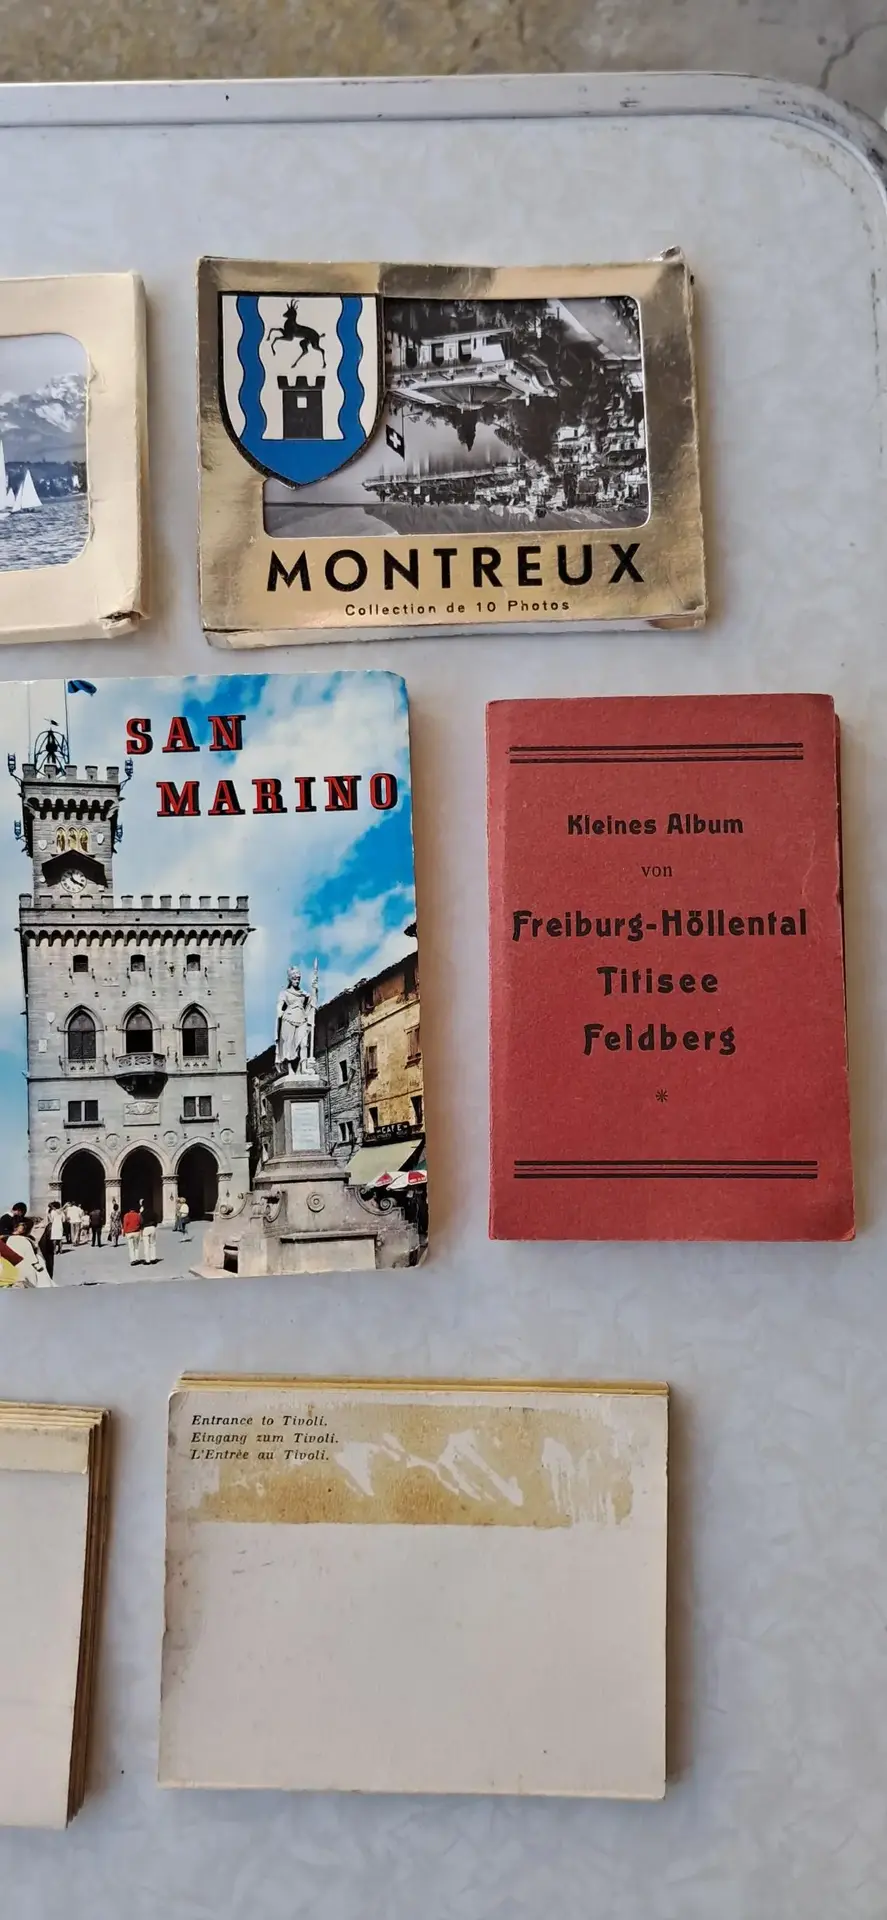 MONTREUX
Collection de 10 Photos
SAN
MARINO
CAFE
Kleines Album
von
Freiburg-Höllental
Titisee
Feldberg
*
Entrance to Tivoli.
Eingang zum Tivoli.
L'Entrée au Tivoli.